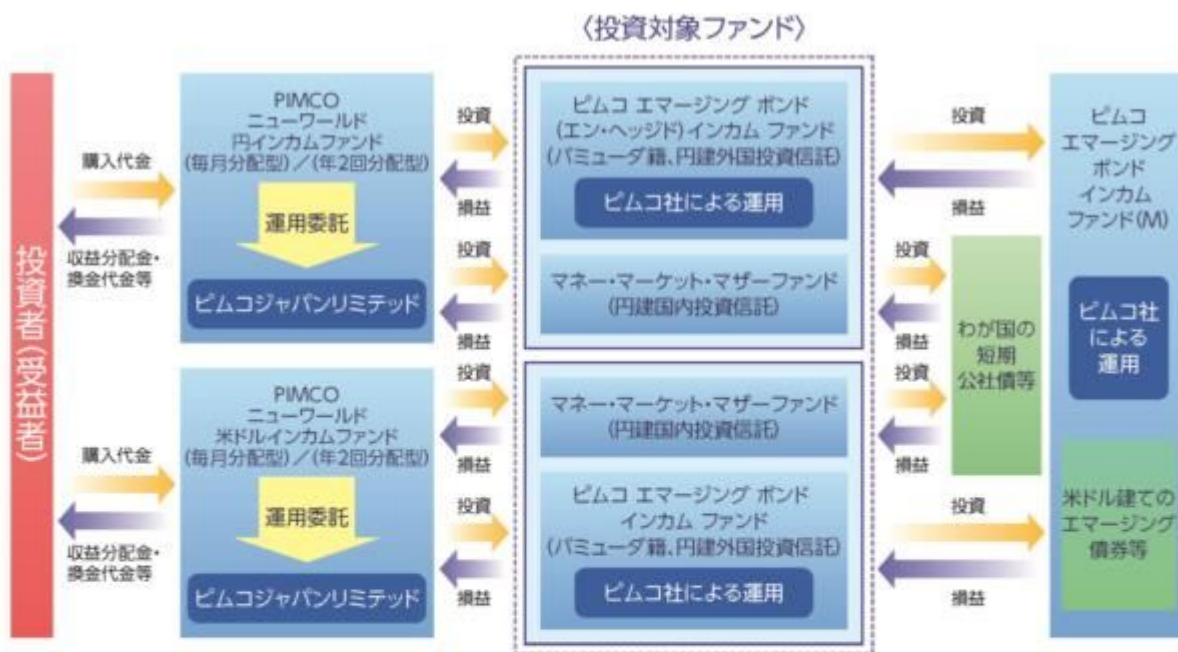 〈投資対象ファンド〉
投資者(受益者)
購入代金
収益分配金・
換金代金等
PIMCO
ニューワールド
円インカムファンド
(毎月分配型)/(年2回分配型)
運用委託
ピムコジャパンリミテッド
投資
損益
投資
損益
ピムコ エマージング ボンド
(エン・ヘッジド)インカム ファンド
(バミューダ籍、円建外国投資信託)
ピムコ社による運用
マネー・マーケット・マザーファンド
(円建国内投資信託)
投資
損益
投資
損益
購入代金
収益分配金・
換金代金等
PIMCO
ニューワールド
米ドルインカムファンド
(毎月分配型)/(年2回分配型)
運用委託
ピムコジャパンリミテッド
投資
損益
投資
損益
マネー・マーケット・マザーファンド
(円建国内投資信託)
ピムコ エマージング ボンド
インカム ファンド
(バミューダ籍、円建外国投資信託)
ピムコ社による運用
投資
損益
投資
損益
わが国の
短期
公社債等
ピムコ
エマージング
ボンド
インカム
ファンド(M)
ピムコ社
による
運用
米ドル建ての
エマージング
債券等